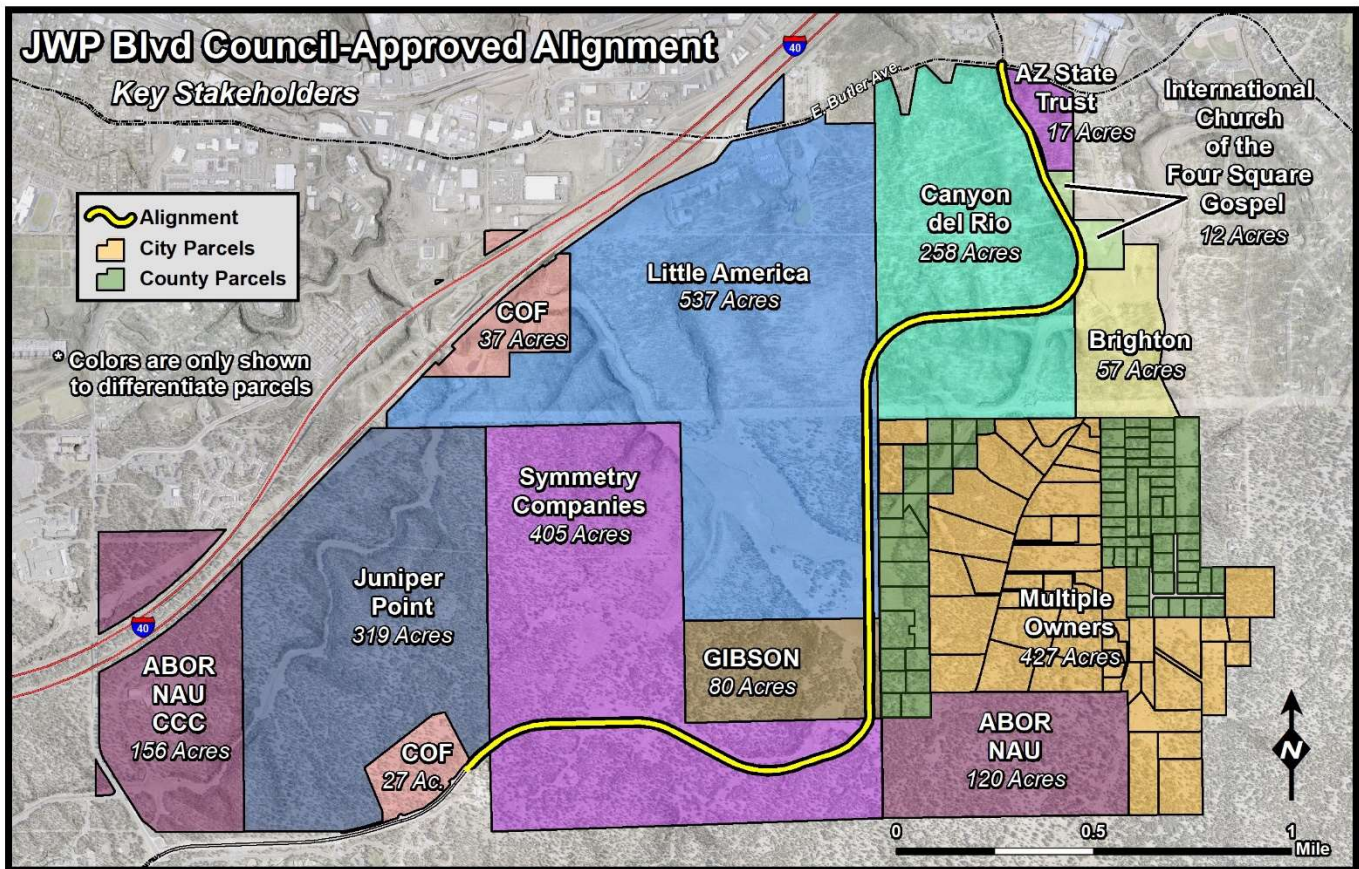 JWP Blvd Council-Approved Alignment
Key Stakeholders
40
E. Butler Ave.
AZ State
Trust
17 Acres
International
Church
of the
Four Square
Gospel
12 Acres
Alignment
City Parcels
County Parcels
* Colors are only shown
to differentiate parcels
COF
37 Acres
Little America
537 Acres
Canyon
del Rio
258 Acres
Brighton
57 Acres
Symmetry
Companies
405 Acres
Juniper
Point
319 Acres
40
ABOR
NAU
CCC
156 Acres
COF
27 Ac.
GIBSON
80 Acres
Multiple
Owners
427 Acres
ABOR
NAU
120 Acres
N
0 0.5 1
Mile